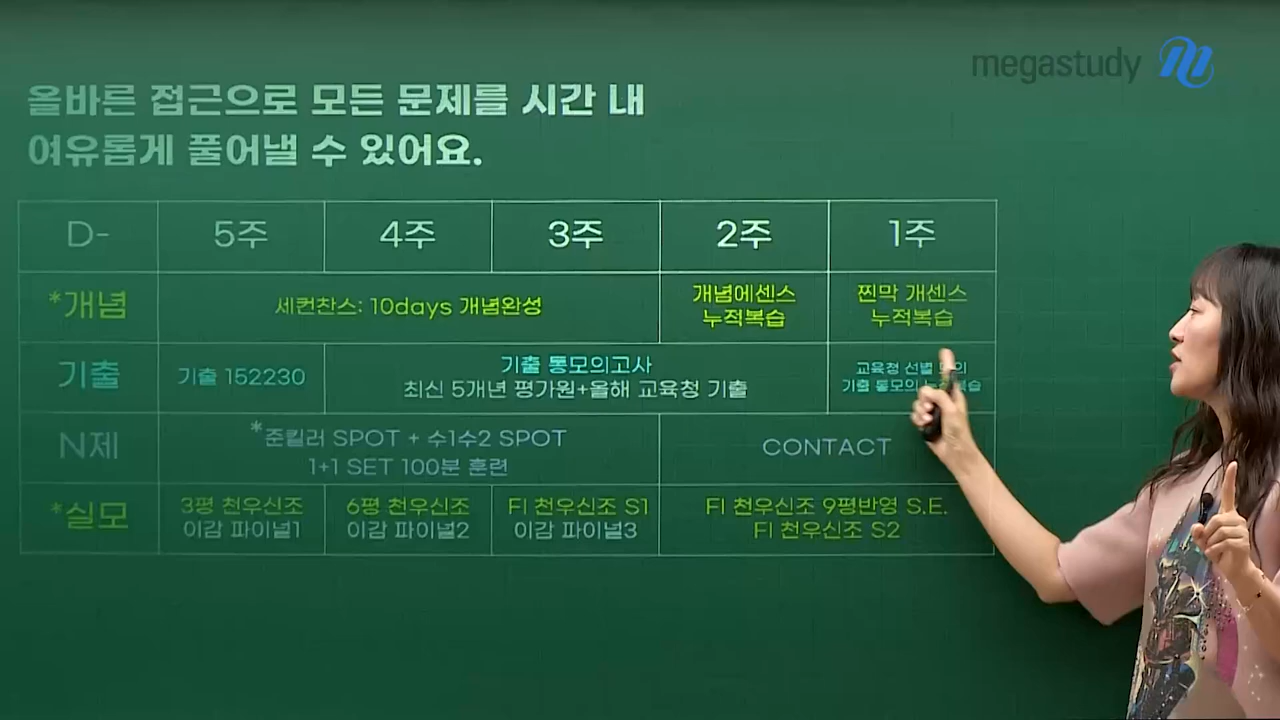 megastudy
올바른 접근으로 모든 문제를 시간 내
여유롭게 풀어낼 수 있어요.
D- 5주 4주 3주 2주 1주
*개념 세컨찬스: 10days 개념완성 개념에센스 찐막 개센스
누적복습 누적복습
기출 기출 152230 기출 통모의고사 교육청 선별
최신 5개년 평가원+올해 교육청 기출 기출 통모의
N제 *준킬러 SPOT + 수1수2 SPOT CONTACT
1+1 SET 100분 훈련
*실모 3평 천우신조 6평 천우신조 FI 천우신조 S1 FI 천우신조 9평반영 S.E.
이감 파이널1 이감 파이널2 이감 파이널3 FI 천우신조 S2